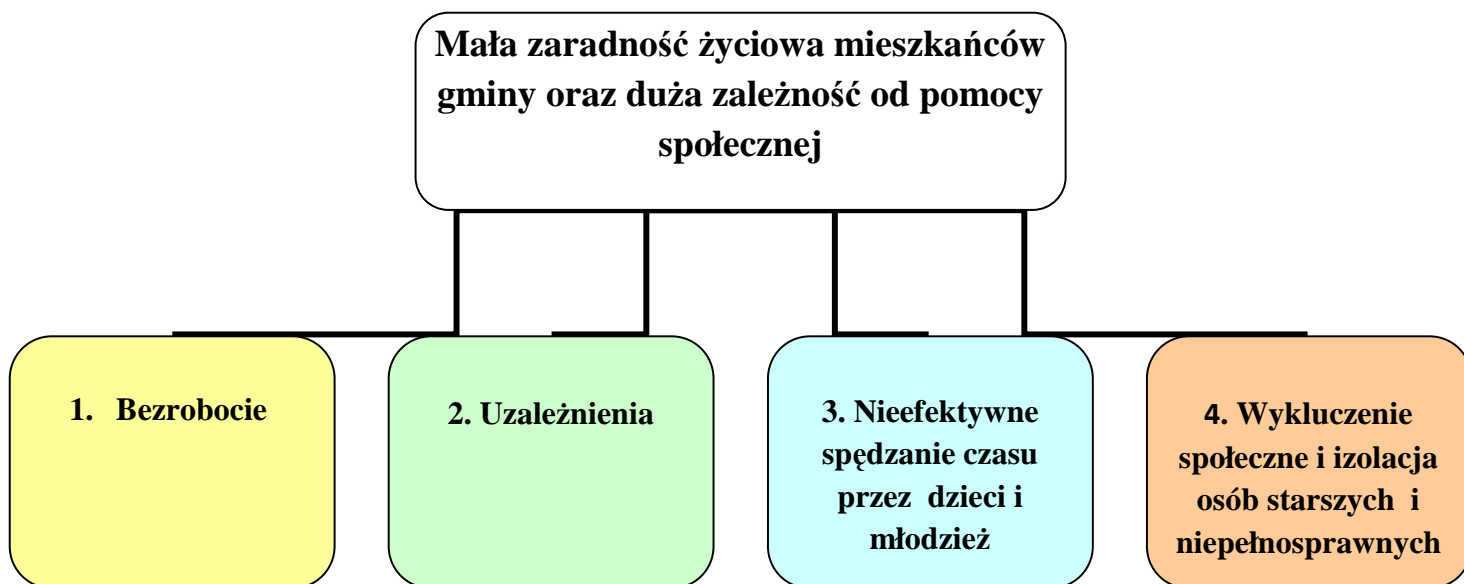 Mała zaradność życiowa mieszkańców
gminy oraz duża zależność od pomocy
społecznej
1. Bezrobocie
2. Uzależnienia
3. Nieefektywne
spędzanie czasu
przez dzieci i
młodzież
4. Wykluczenie
społeczne i izolacja
osób starszych i
niepełnosprawnych